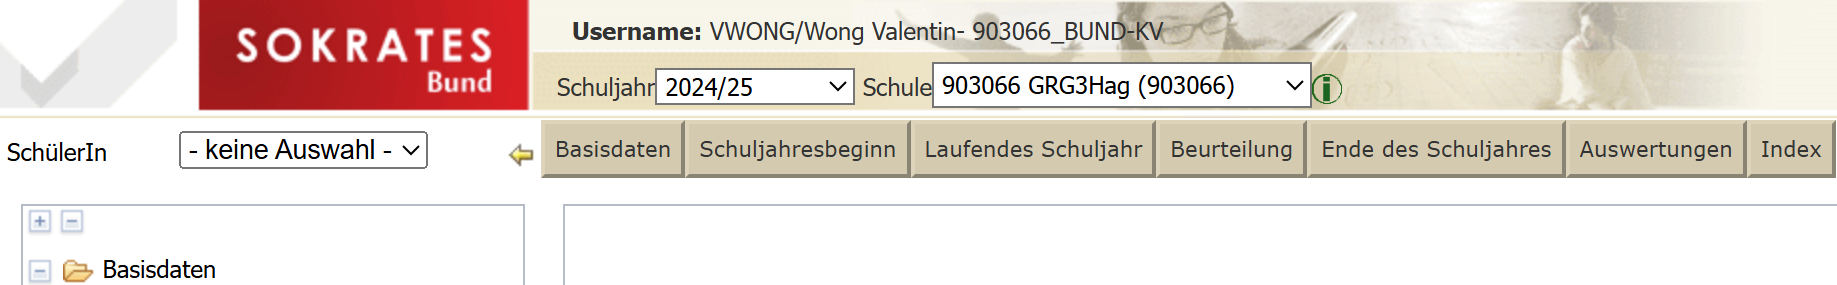 SOKRATES
Bund
Username: VWONG/Wong Valentin- 903066_BUND-KV
Schuljahr 2024/25 Schule 903066 GRG3Hag (903066)
SchülerIn - keine Auswahl - Basisdaten Schuljahresbeginn Laufendes Schuljahr Beurteilung Ende des Schuljahres Auswertungen Index
Basisdaten